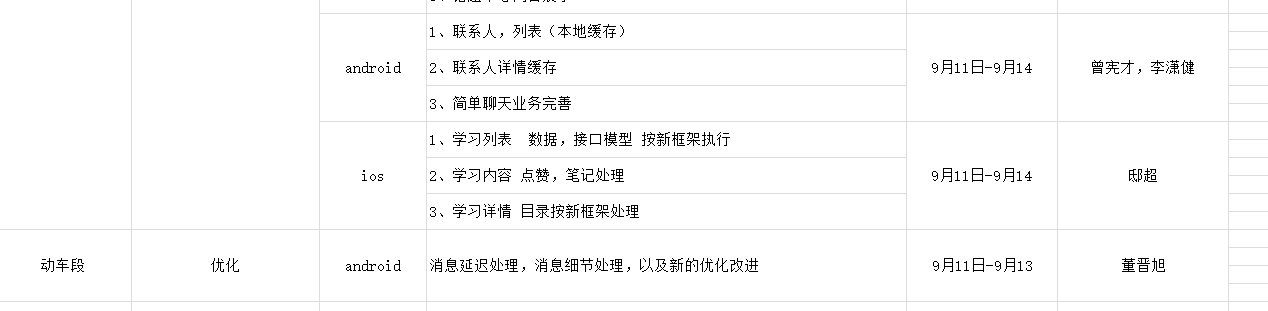 1、联系人，列表（本地缓存）
android
2、联系人详情缓存
9月11日-9月14
曾宪才，李潇健
3、简单聊天业务完善
1、学习列表  数据，接口模型 按新框架执行
ios
2、学习内容 点赞，笔记处理
9月11日-9月14
邸超
3、学习详情 目录按新框架处理
动车段
优化
android
消息延迟处理，消息细节处理，以及新的优化改进
9月11日-9月13
董晋旭